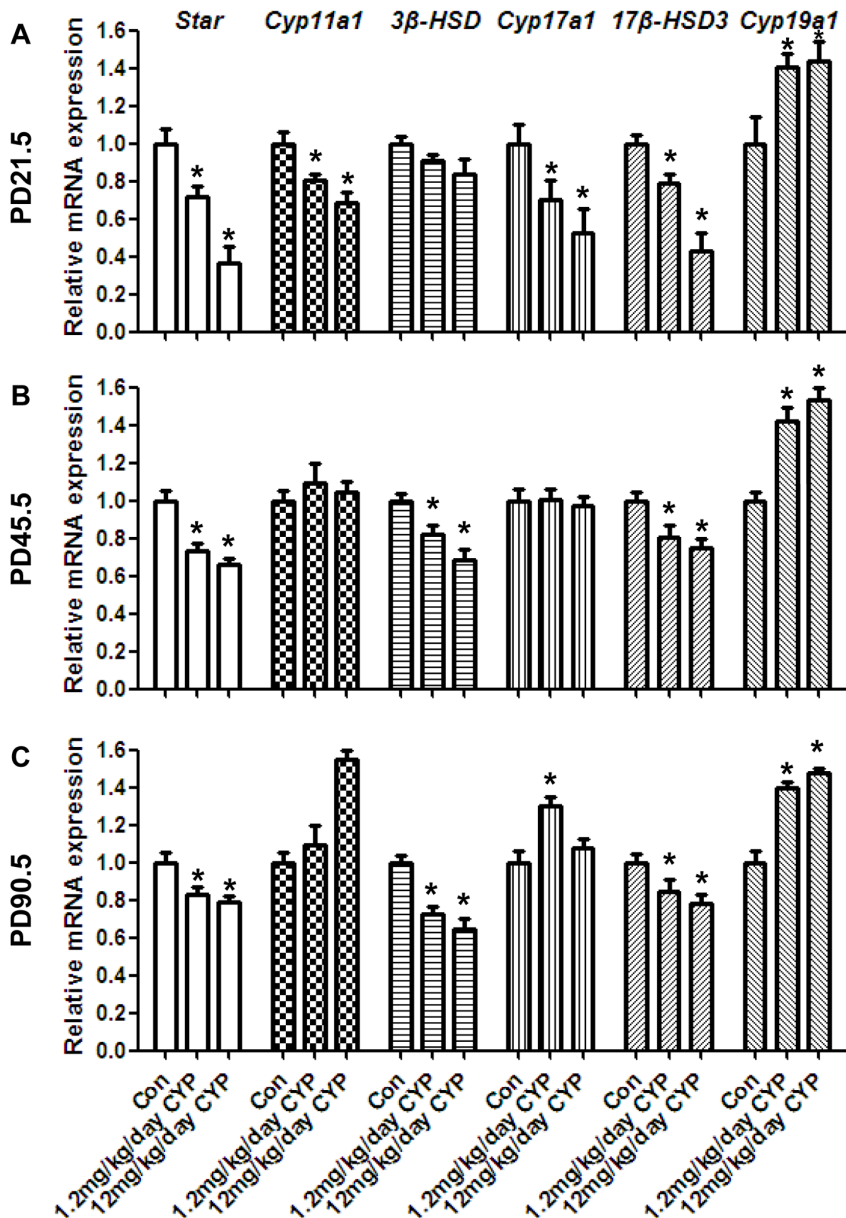 A
Star Cyp11a1 3β-HSD Cyp17a1 17β-HSD3 Cyp19a1
PD21.5
Relative mRNA expression
1.6
1.4
1.0
0.8
0.6
0.4
0.2
0.0
* * * * * * * * * *
B
PD45.5
Relative mRNA expression
1.6
1.4
1.2
1.0
0.8
0.6
0.4
0.2
0.0
* * * * * * * *
C
PD90.5
Relative mRNA expression
1.6
1.4
1.2
1.0
0.8
0.6
0.4
0.2
0.0
* * * * * * * * *
Con
1.2mg/kg/day CYP
12mg/kg/day CYP
Con
1.2mg/kg/day CYP
12mg/kg/day CYP
Con
1.2mg/kg/day CYP
12mg/kg/day CYP
Con
1.2mg/kg/day CYP
12mg/kg/day CYP
Con
1.2mg/kg/day CYP
12mg/kg/day CYP
Con
1.2mg/kg/day CYP
12mg/kg/day CYP